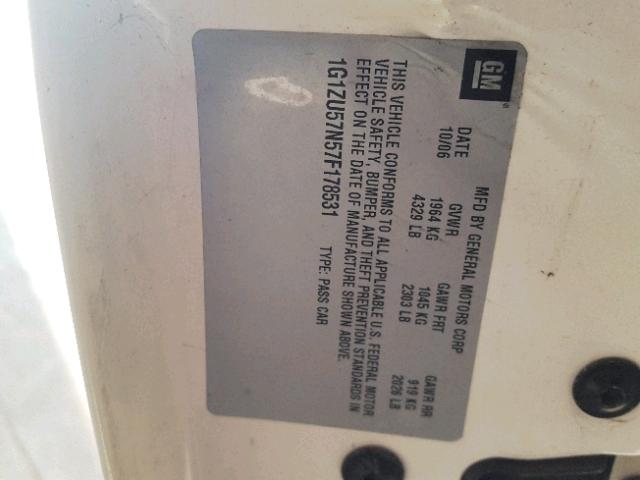 GM
MFD BY GENERAL MOTORS CORP
DATE GVWR GAWR FRT GAWR RR
10/06 1964 KG 1045 KG 919 KG
4329 LB 2303 LB 2026 LB
THIS VEHICLE CONFORMS TO ALL APPLICABLE U.S. FEDERAL MOTOR
VEHICLE SAFETY, BUMPER, AND THEFT PREVENTION STANDARDS IN
EFFECT ON THE DATE OF MANUFACTURE SHOWN ABOVE.
1G1ZU57N57F178531 TYPE: PASS CAR